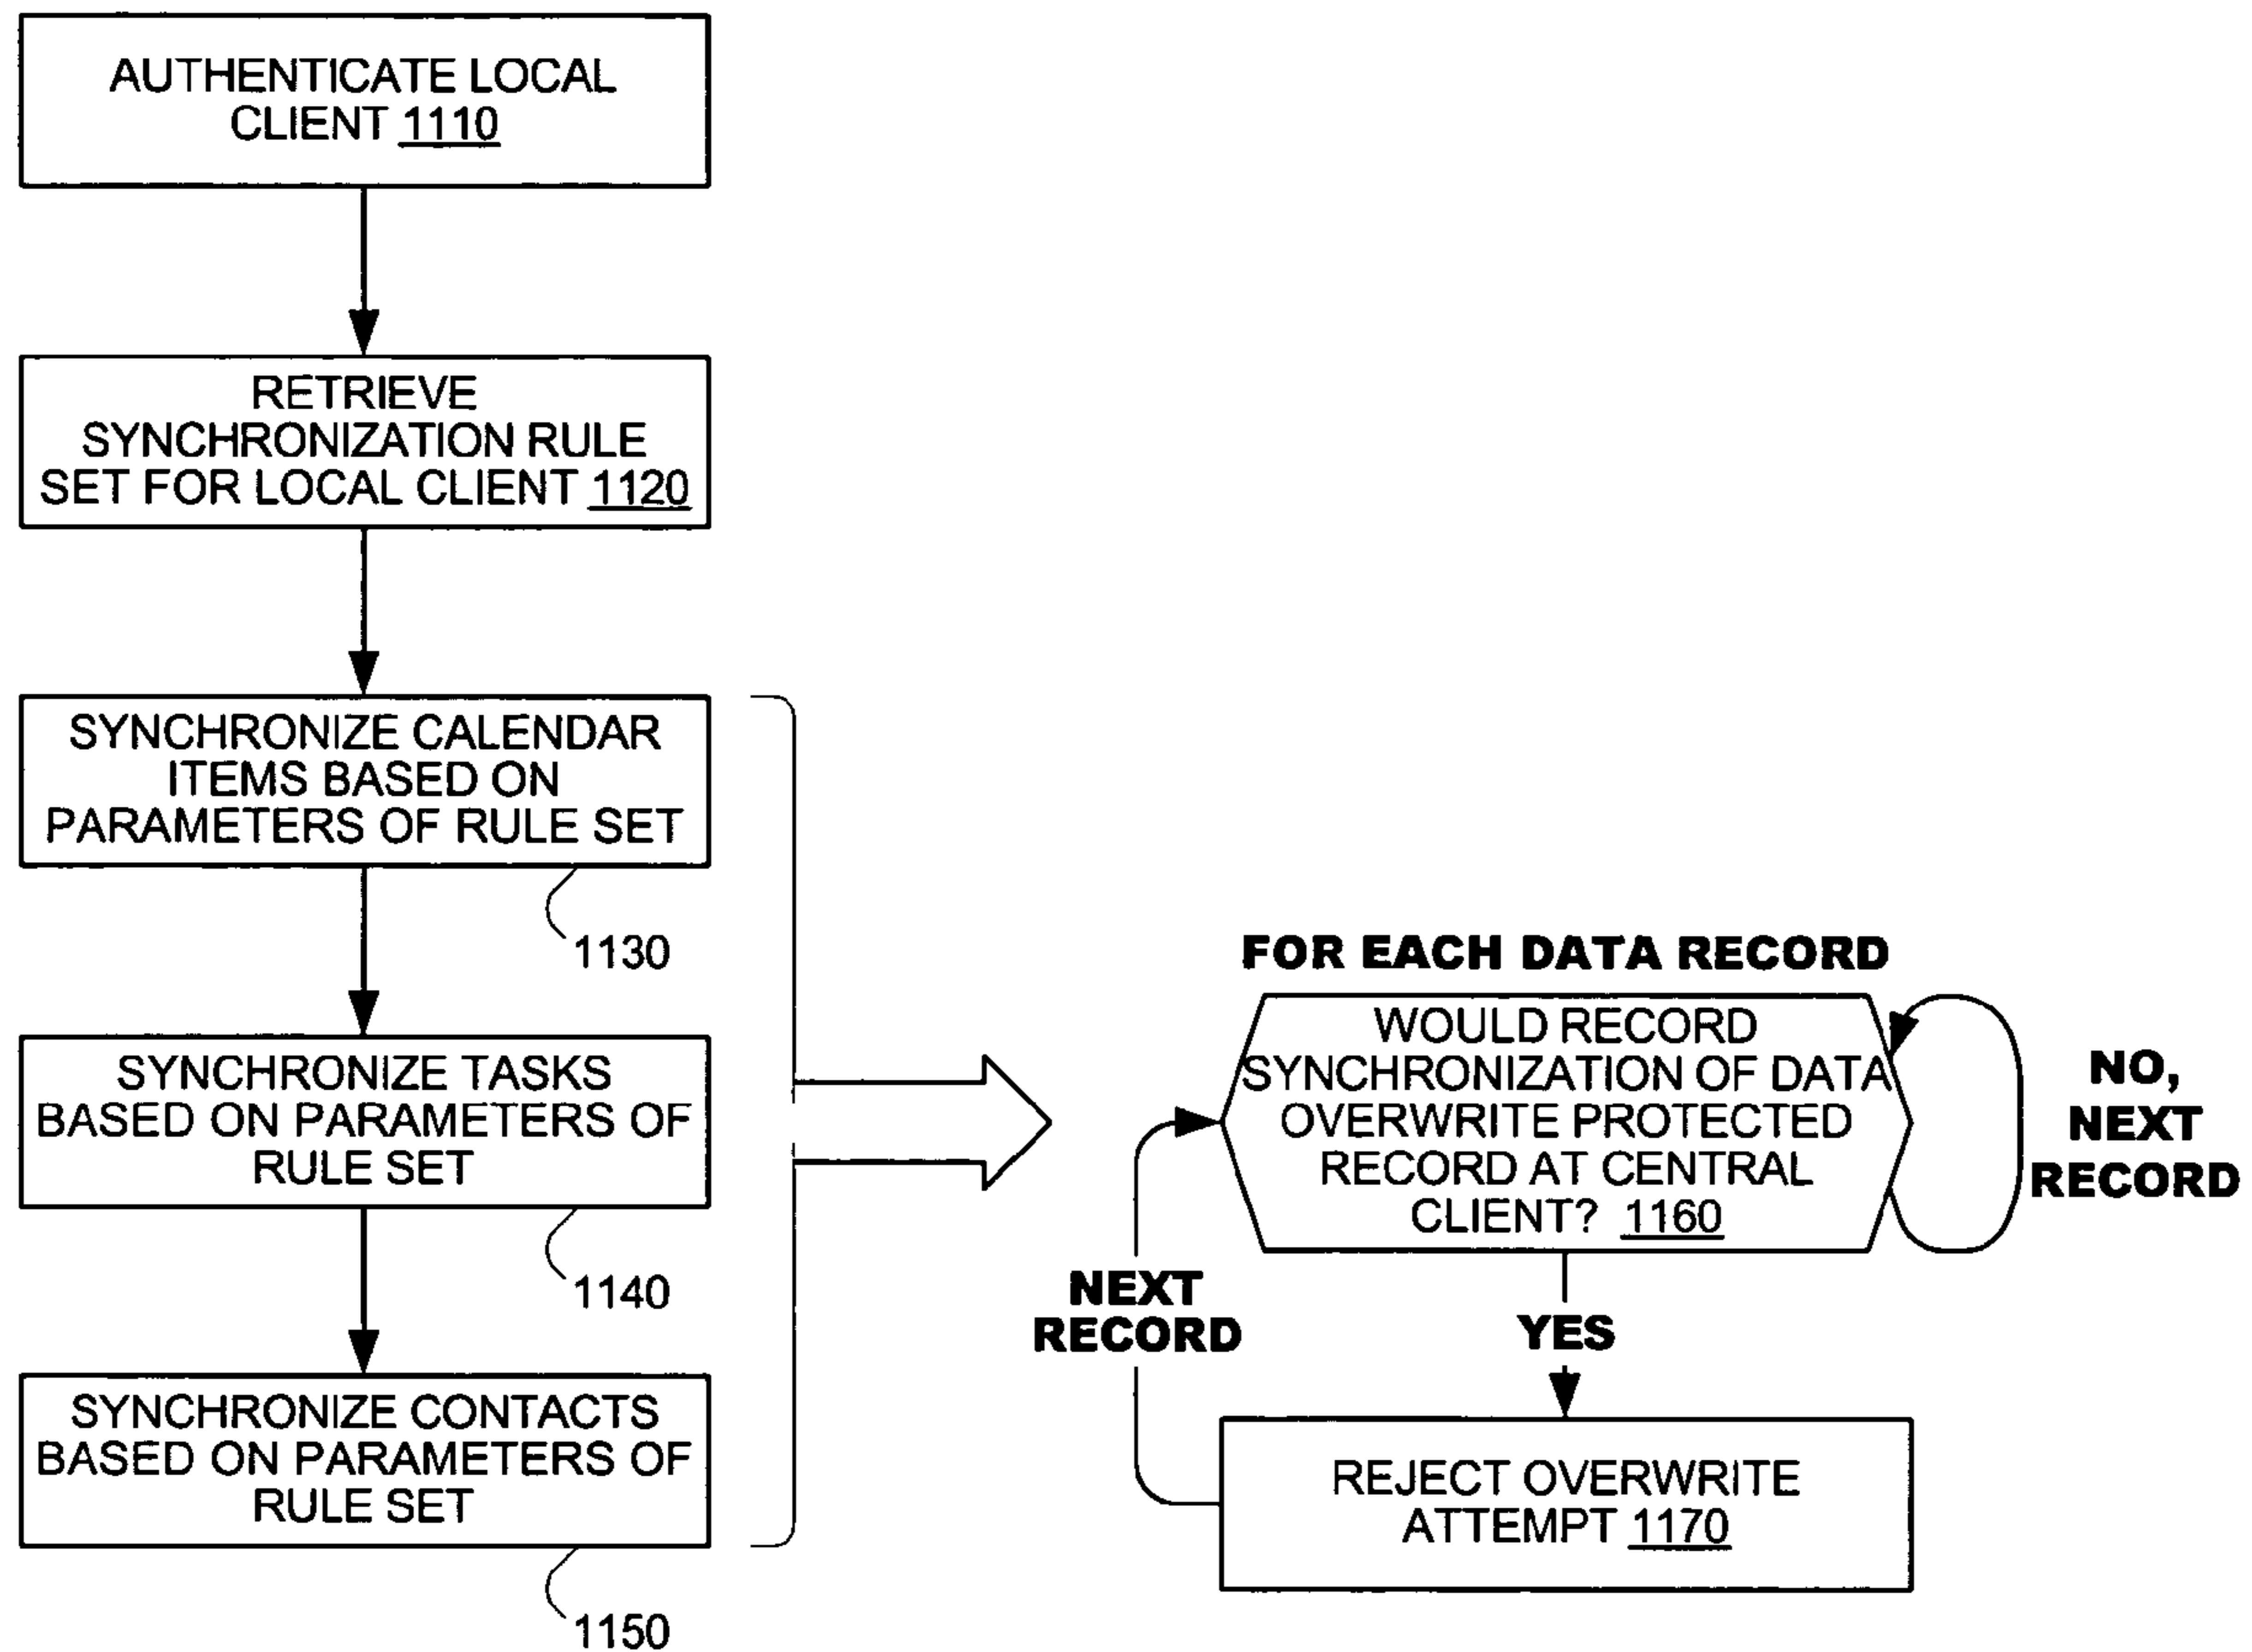 AUTHENTICATE LOCAL
CLIENT 1110
RETRIEVE
SYNCHRONIZATION RULE
SET FOR LOCAL CLIENT 1120
SYNCHRONIZE CALENDAR
ITEMS BASED ON
PARAMETERS OF RULE SET
1130
SYNCHRONIZE TASKS
BASED ON PARAMETERS OF
RULE SET
1140
SYNCHRONIZE CONTACTS
BASED ON PARAMETERS OF
RULE SET
1150
FOR EACH DATA RECORD
WOULD RECORD
SYNCHRONIZATION OF DATA
OVERWRITE PROTECTED
RECORD AT CENTRAL
CLIENT? 1160
NO,
NEXT
RECORD
NEXT
RECORD
YES
REJECT OVERWRITE
ATTEMPT 1170